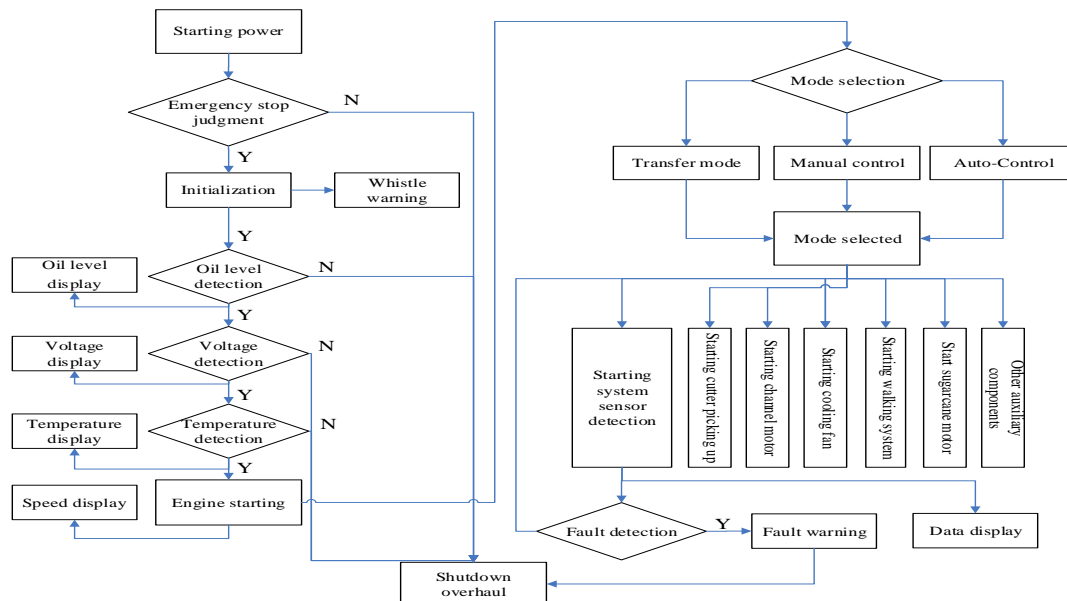 Starting power
Emergency stop
judgment
N
Y
Initialization
Whistle
warning
Y
Oil level
detection
N
Oil level
display
Y
Voltage
detection
N
Voltage
display
Y
Temperature
detection
N
Temperature
display
Y
Engine starting
Speed display
Shutdown
overhaul
Mode selection
Transfer mode
Manual control
Auto-Control
Mode selected
Starting
system
sensor
detection
Starting cutter picking up
Starting channel motor
Starting cooling fan
Starting walking system
Start sugarcane motor
Other auxiliary
components
Fault detection
Y
Fault warning
Data display